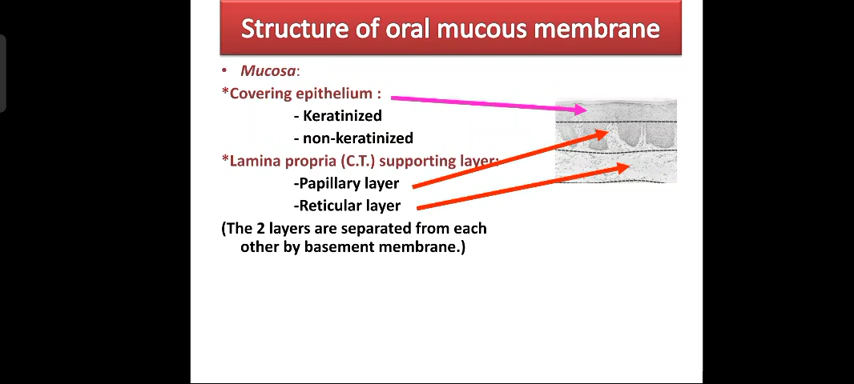 Structure of oral mucous membrane
• Mucosa:
*Covering epithelium :
- Keratinized
- non-keratinized
*Lamina propria (C.T.) supporting layer:
-Papillary layer
-Reticular layer
(The 2 layers are separated from each
other by basement membrane.)